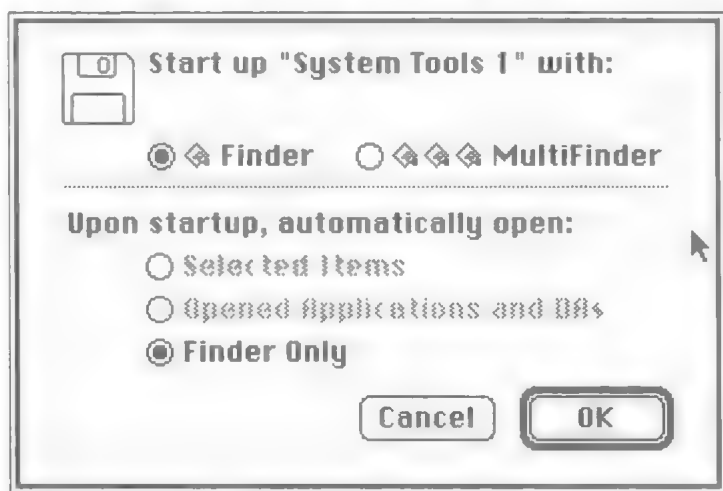 Start up "System Tools 1" with:
Finder MultiFinder
Upon startup, automatically open:
Selected Items
Opened Applications and DAs
Finder Only
Cancel OK